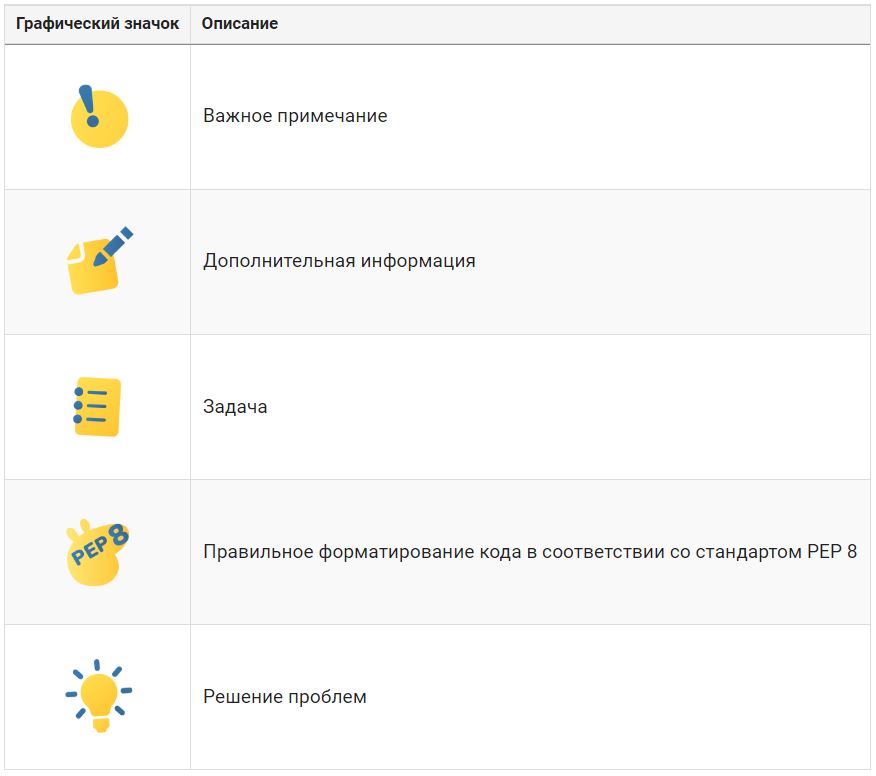 Графический значок Описание
Важное примечание
Дополнительная информация
Задача
PEP 8
Правильное форматирование кода в соответствии со стандартом PEP 8
Решение проблем